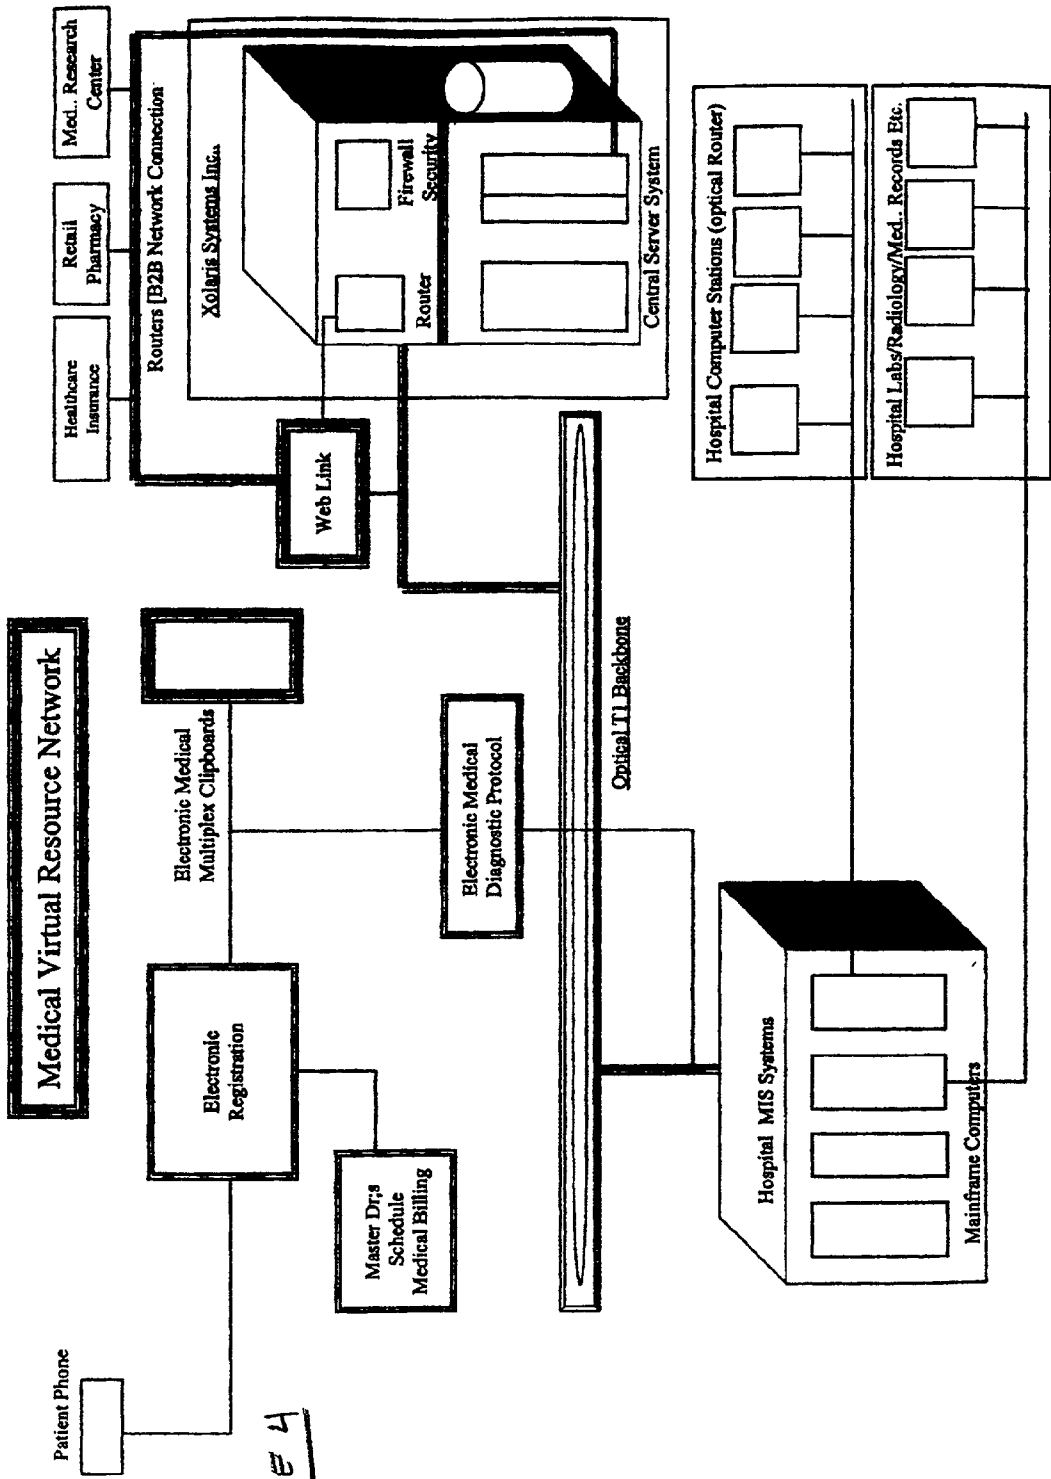 Medical Virtual Resource Network
Patient Phone
Electronic
Registration
Master Dr;s
Schedule
Medical Billing
Electronic Medical
Multiplex Clipboards
Electronic Medical
Diagnostic Protocol
Web Link
Healthcare
Insurance
Retail
Pharmacy
Med.. Research
Center
Routers [B2B Network Connection
Xolaris Systems Inc..
Router
Firewall
Security
Central Server System
Optical T1 Backbone
Hospital MIS Systems
Mainframe Computers
Hospital Computer Stations (optical Router)
Hospital Labs/Radiology/Med.. Records Etc.
E 4